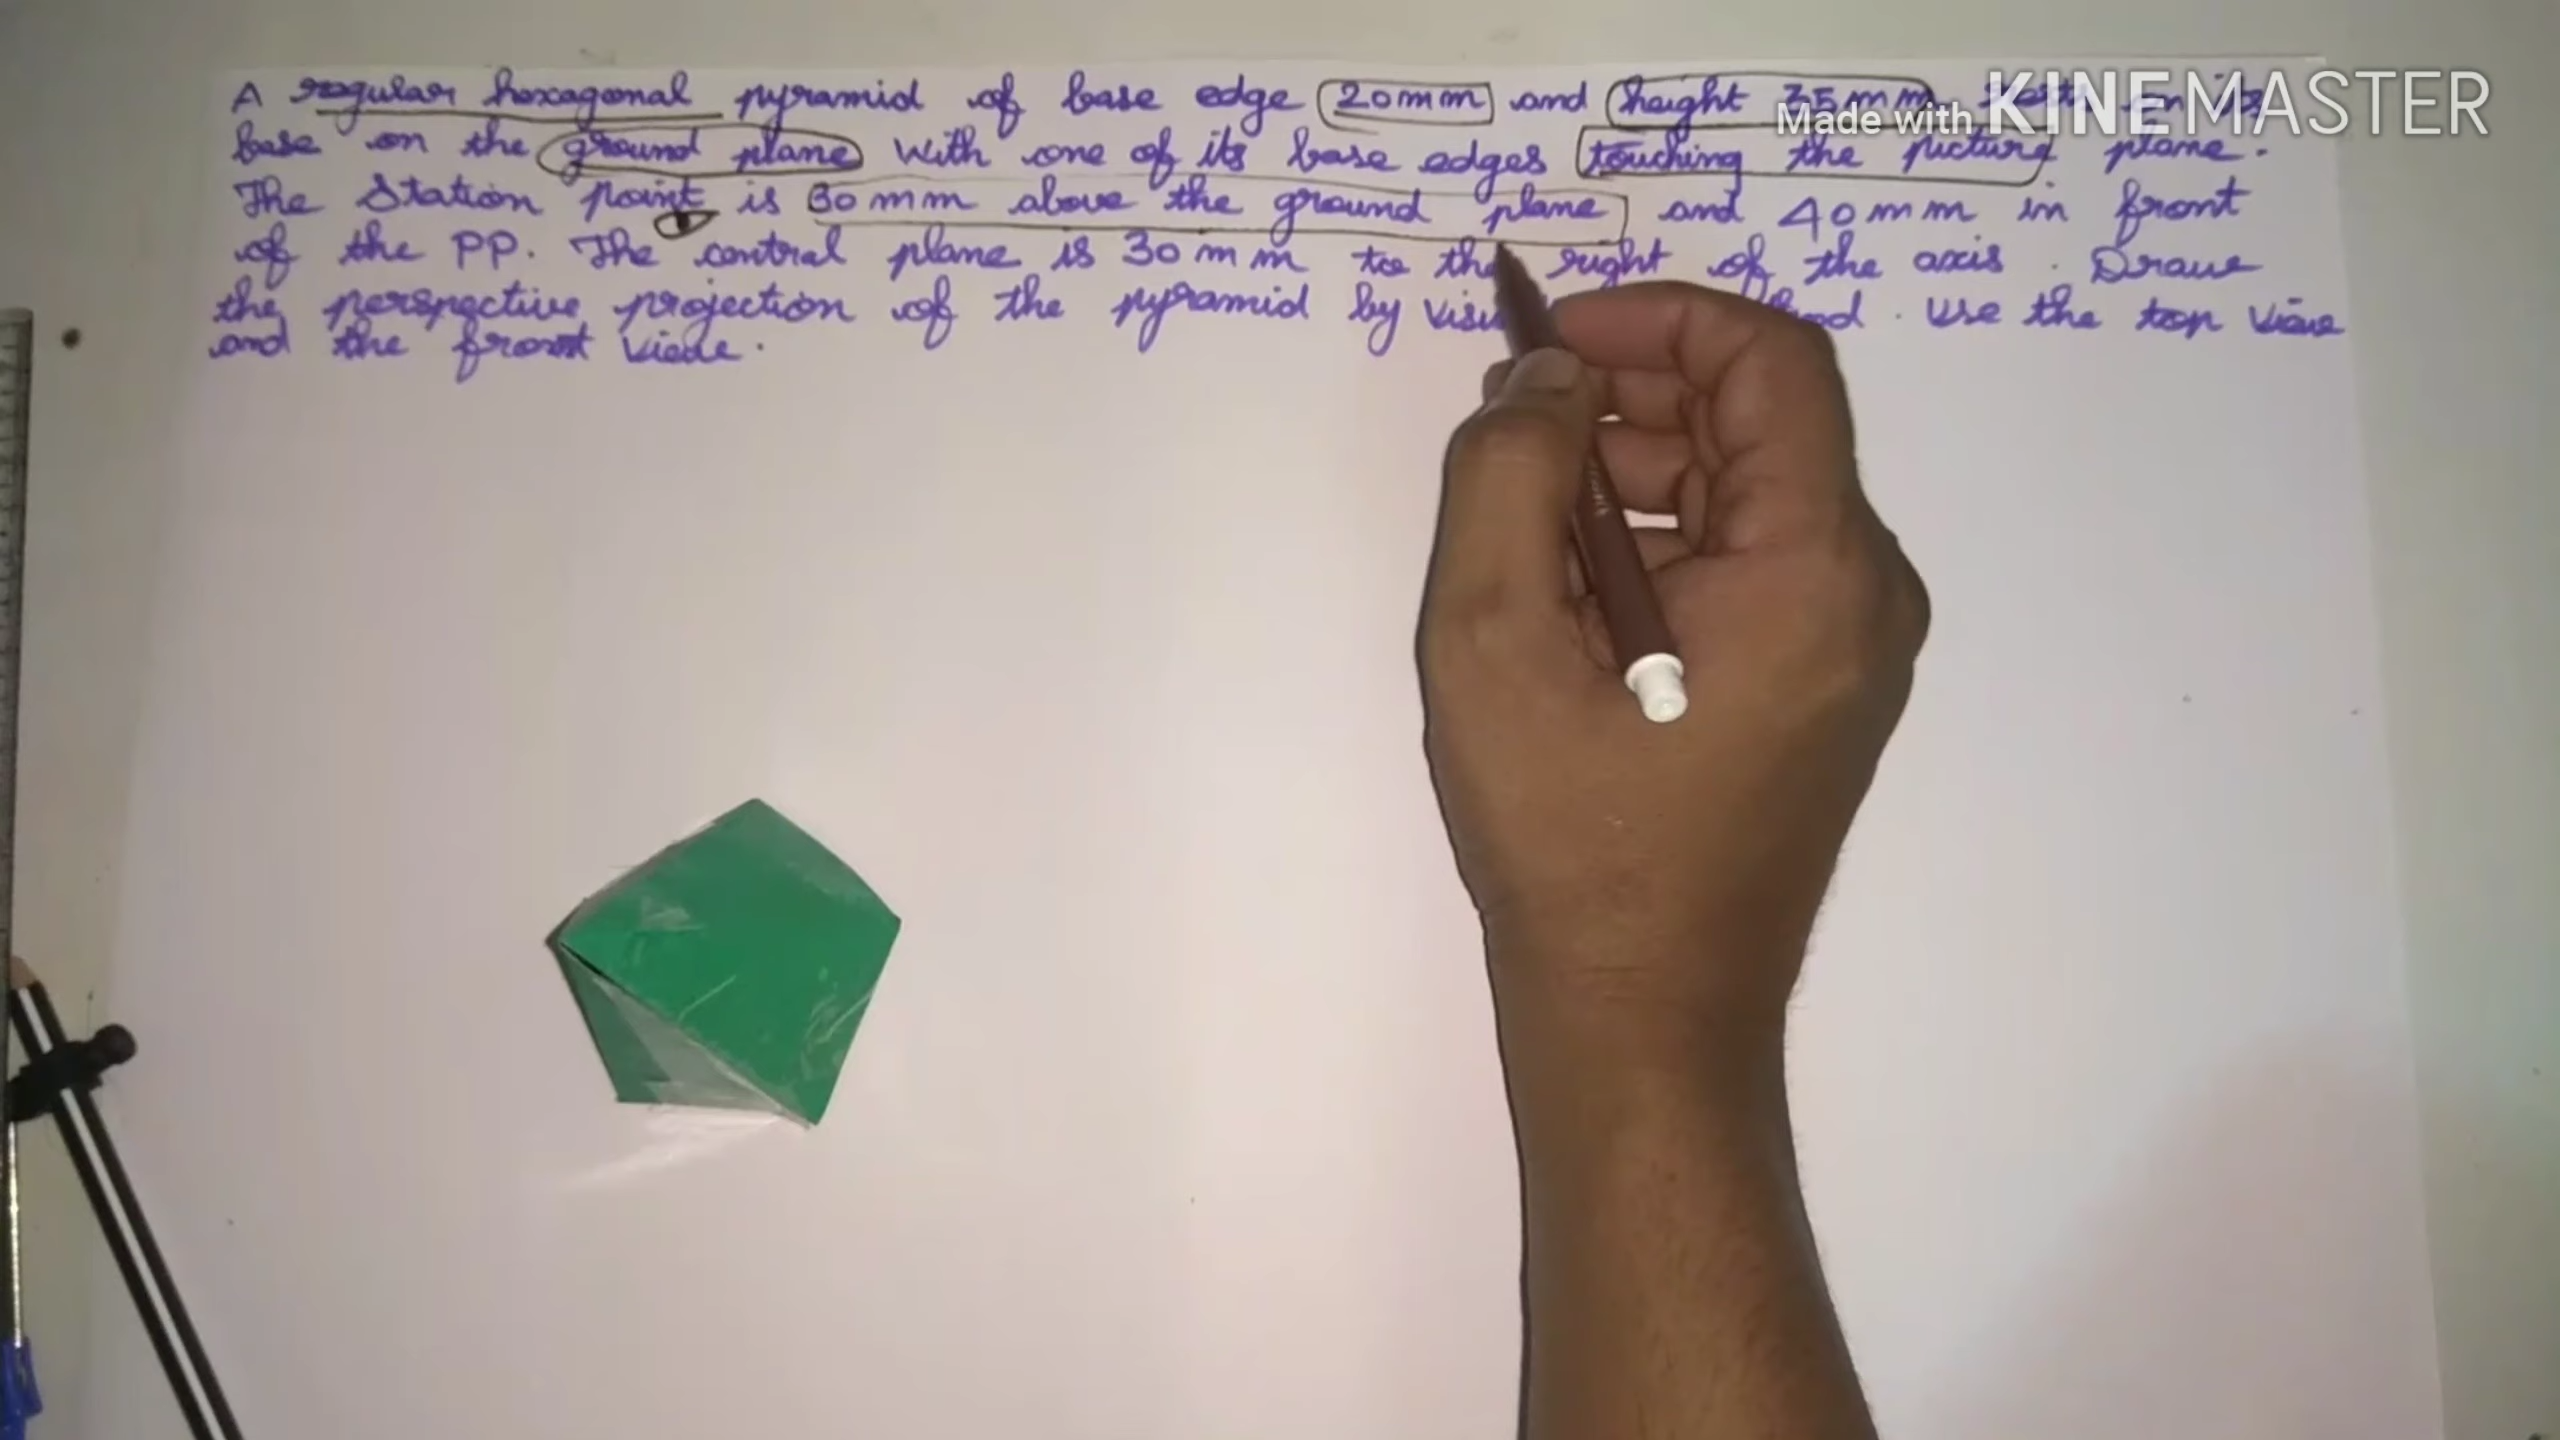 A regular hexagonal pyramid of base edge 20mm and height 35mm on its
base on the ground plane with one of its base edges touching the picture plane.
The Station point is 30mm above the ground plane and 40mm in front
of the PP. The central plane is 30mm to the right of the axis. Draw
the perspective projection of the pyramid by Use the top view
and the front view.
Made with KINEMASTER